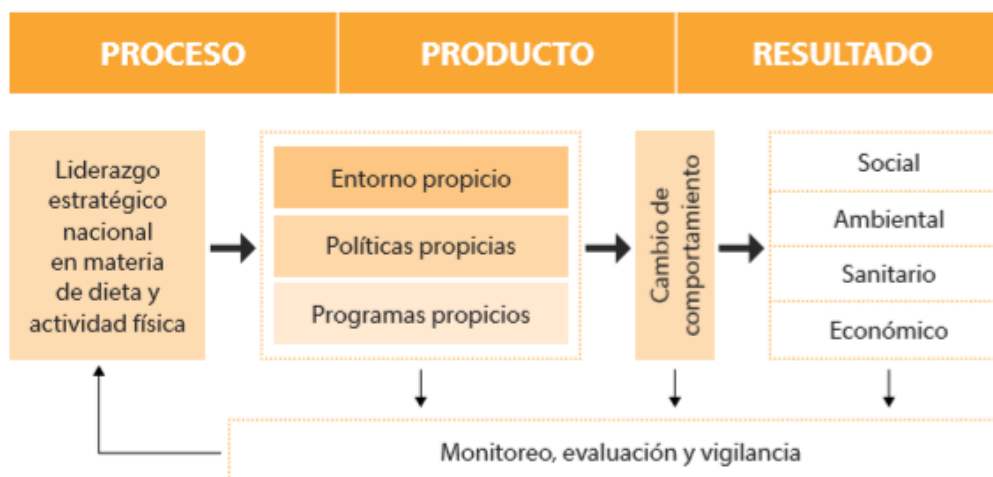 PROCESO
PRODUCTO
RESULTADO
Liderazgo
estratégico
nacional
en materia
de dieta y
actividad física
Entorno propicio
Políticas propicias
Programas propicios
Cambio de
comportamiento
Social
Ambiental
Sanitario
Económico
Monitoreo, evaluación y vigilancia